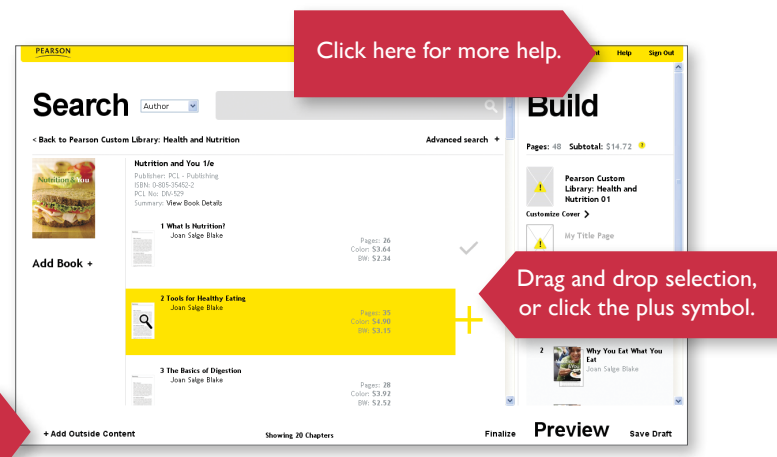 Click here for more help.
PEARSON
Help Sign Out
Search
Author
Build
< Back to Pearson Custom Library: Health and Nutrition
Advanced search +
Pages: 48 Subtotal: $14.72 ?
Nutrition & You
Add Book +
Nutrition and You 1/e
Publisher: PCL - Publishing
ISBN: 0-805-35452-2
PCL No: DIV-529
Summary: View Book Details
1 What Is Nutrition?
Joan Salge Blake
Pages: 26
Color: $3.64
BW: $2.34
2 Tools for Healthy Eating
Joan Salge Blake
Pages: 35
Color: $4.90
BW: $3.15
3 The Basics of Digestion
Joan Salge Blake
Pages: 28
Color: $3.92
BW: $2.52
Pearson Custom
Library: Health and
Nutrition 01
Customize Cover >
My Title Page
Drag and drop selection,
or click the plus symbol.
2 Why You Eat What You
Eat
Joan Salge Blake
+ Add Outside Content
Showing 20 Chapters
Finalize Preview Save Draft